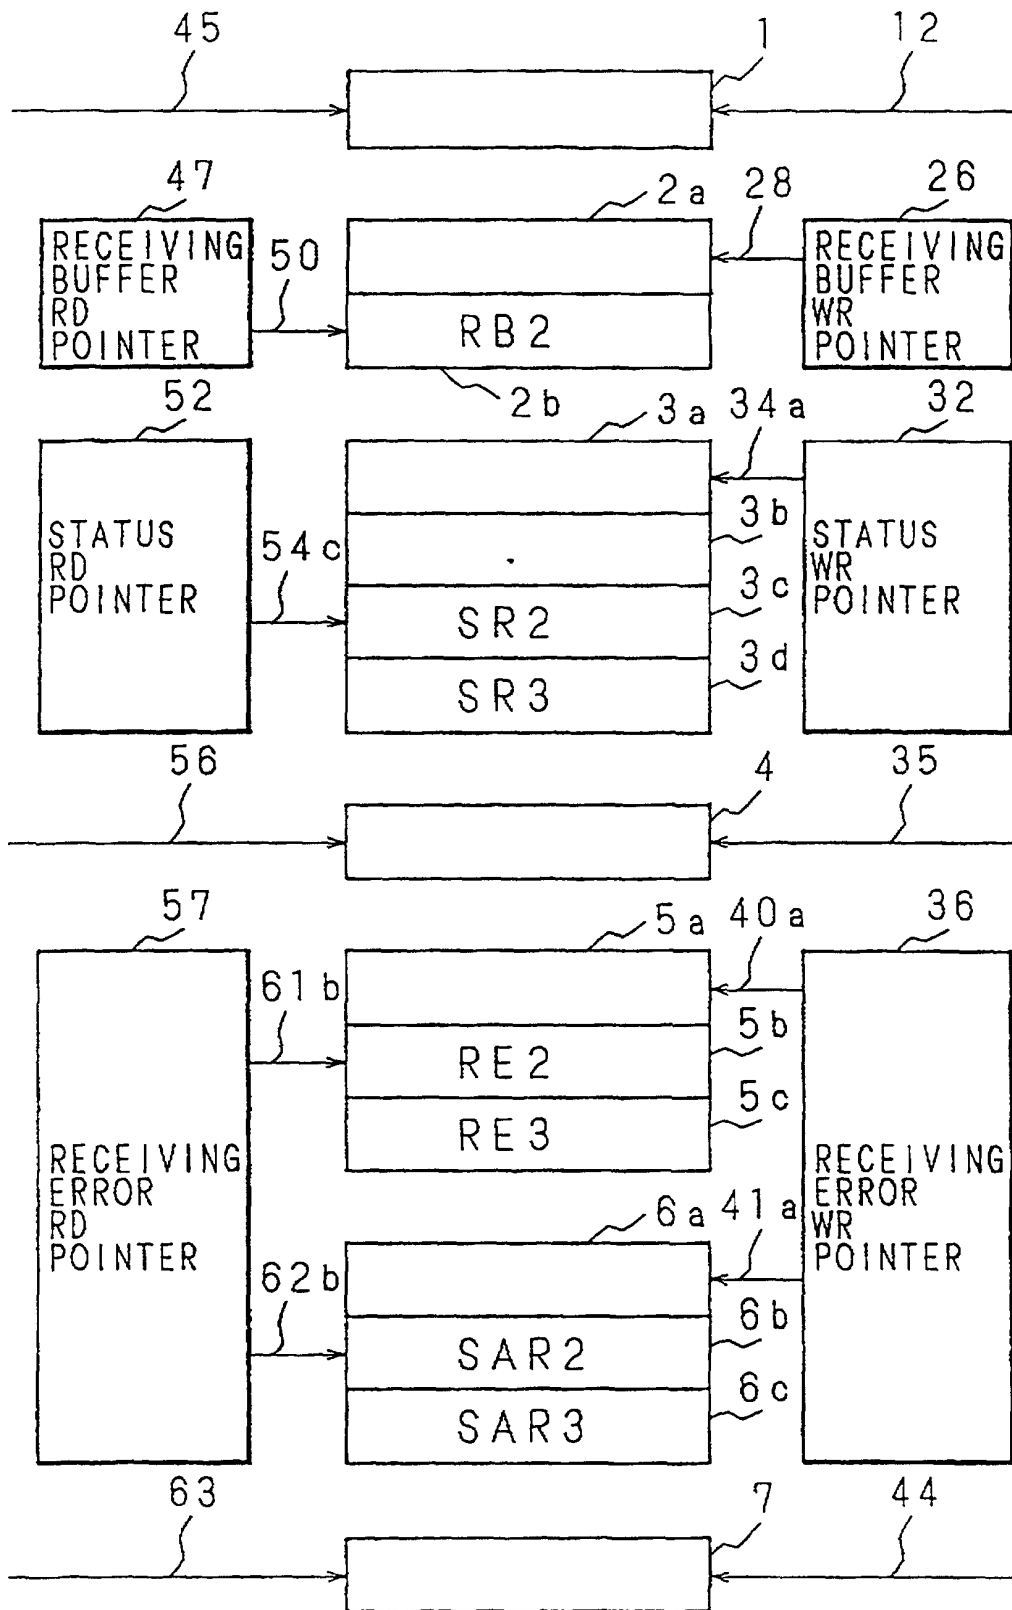 45
1
12
47
2a
28
26
RECEIVING
BUFFER
RD
POINTER
50
RB2
RECEIVING
BUFFER
WR
POINTER
2b
52
3a
34a
32
STATUS
RD
POINTER
54c
3b
SR2
3c
SR3
3d
STATUS
WR
POINTER
56
4
35
57
5a
40a
36
61b
RE2
5b
RE3
5c
RECEIVING
ERROR
RD
POINTER
RECEIVING
ERROR
WR
POINTER
6a
41a
62b
SAR2
6b
SAR3
6c
63
7
44